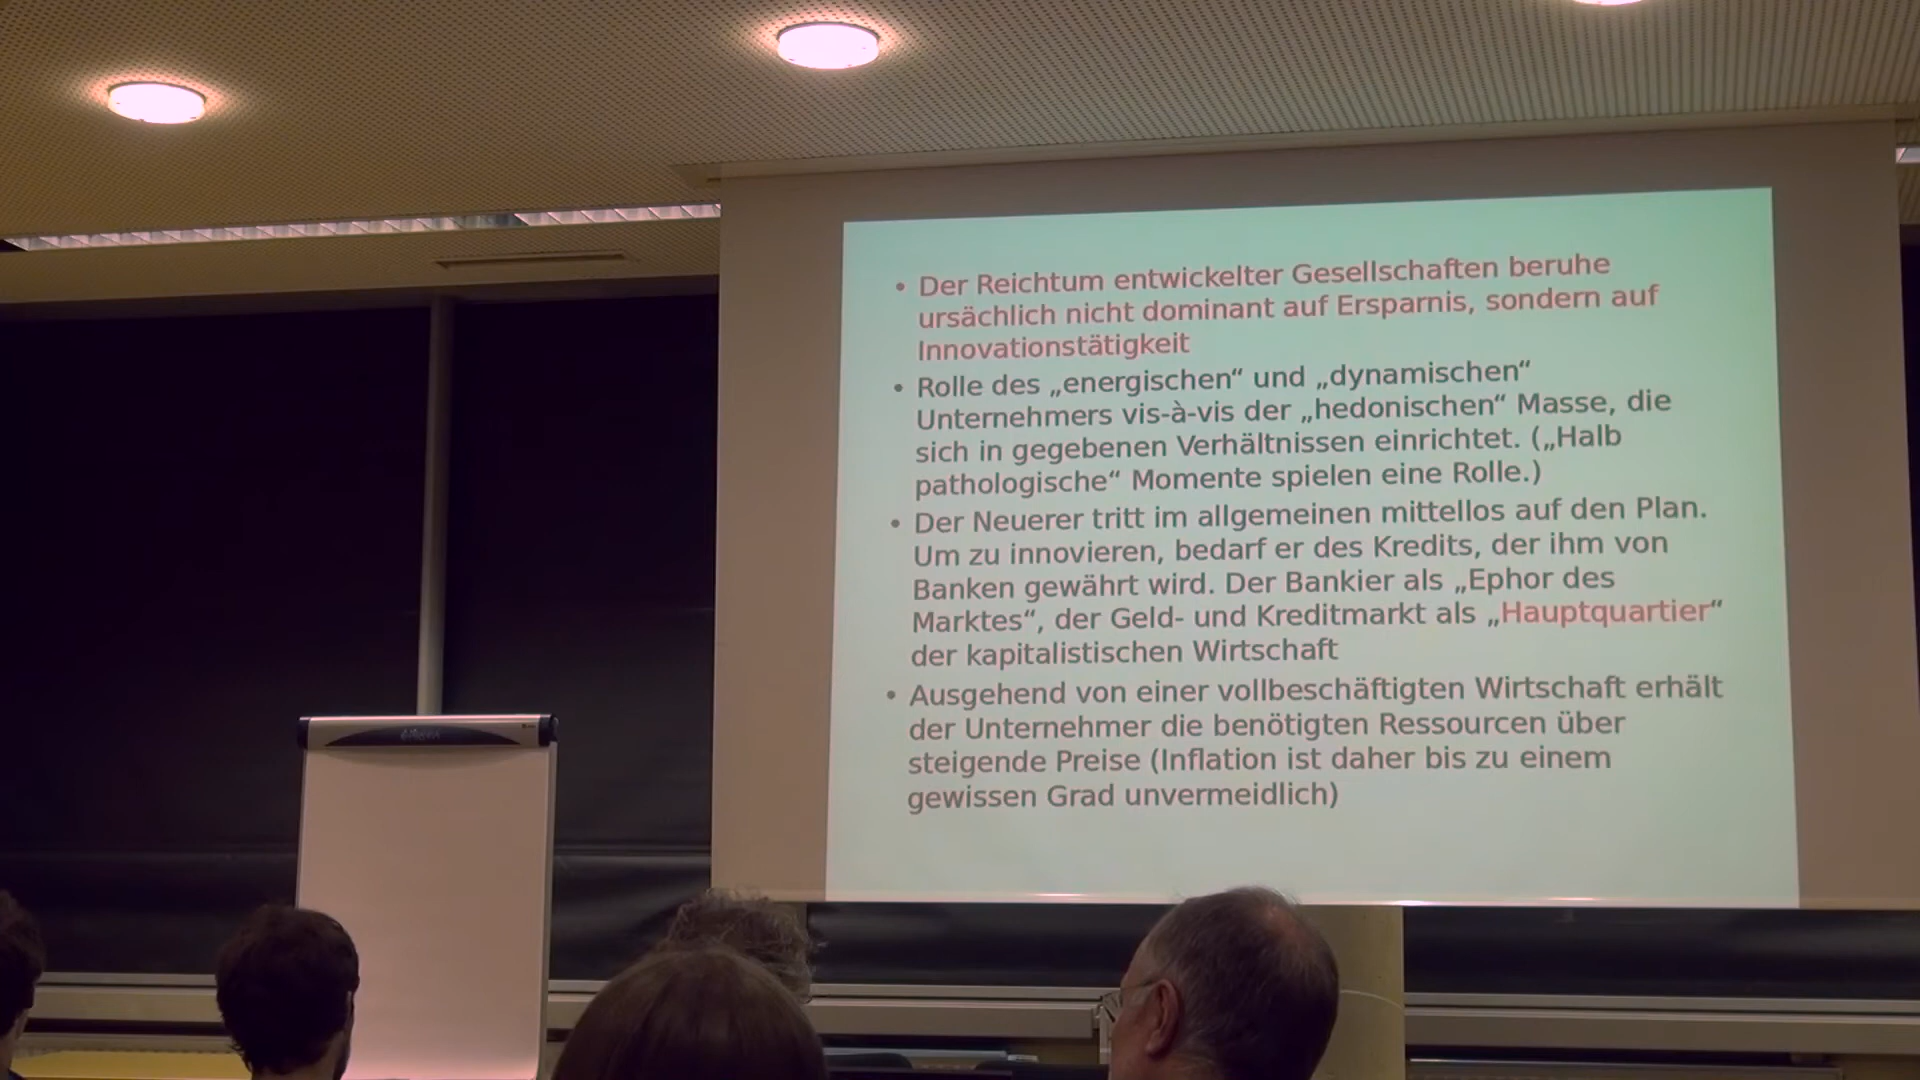 • Der Reichtum entwickelter Gesellschaften beruhe
ursächlich nicht dominant auf Ersparnis, sondern auf
Innovationstätigkeit
• Rolle des „energischen“ und „dynamischen“
Unternehmers vis-à-vis der „hedonischen“ Masse, die
sich in gegebenen Verhältnissen einrichtet. („Halb
pathologische“ Momente spielen eine Rolle.)
• Der Neuerer tritt im allgemeinen mittellos auf den Plan.
Um zu innovieren, bedarf er des Kredits, der ihm von
Banken gewährt wird. Der Bankier als „Ephor des
Marktes“, der Geld- und Kreditmarkt als „Hauptquartier“
der kapitalistischen Wirtschaft
• Ausgehend von einer vollbeschäftigten Wirtschaft erhält
der Unternehmer die benötigten Ressourcen über
steigende Preise (Inflation ist daher bis zu einem
gewissen Grad unvermeidlich)